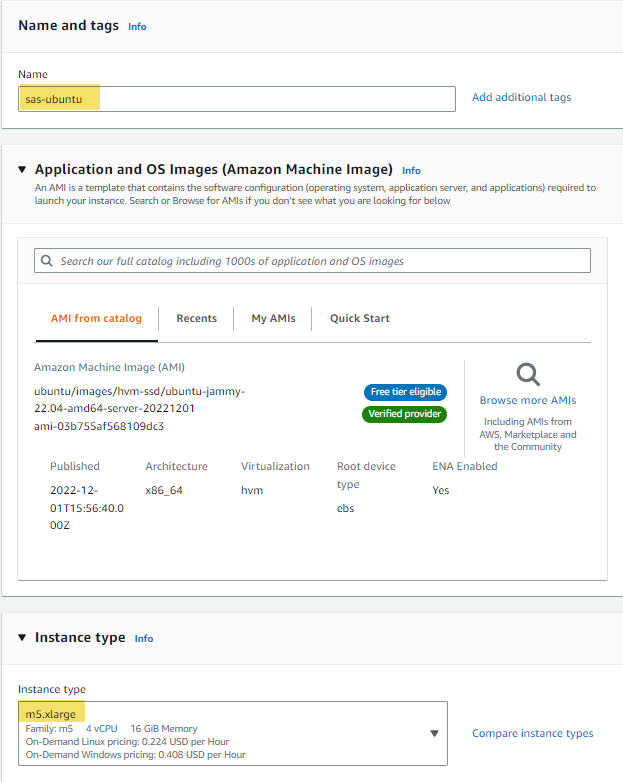 Name and tags Info
Name
sas-ubuntu
Add additional tags
Application and OS Images (Amazon Machine Image) Info
An AMI is a template that contains the software configuration (operating system, application server, and applications) required to
launch your instance. Search or Browse for AMIs if you don't see what you are looking for below
Search our full catalog including 1000s of application and OS images
AMI from catalog
Recents
My AMIs
Quick Start
Amazon Machine Image (AMI)
ubuntu/images/hvm-ssd/ubuntu-jammy-
22.04-amd64-server-20221201
ami-03b755af568109dc3
Free tier eligible
Verified provider
Browse more AMIs
Including AMIs from
AWS, Marketplace and
the Community
Published
2022-12-
01T15:56:40.0
00Z
Architecture
x86_64
Virtualization
hvm
Root device
type
ebs
ENA Enabled
Yes
Instance type Info
Instance type
m5.xlarge
Family: m5 4 vCPU 16 GiB Memory
On-Demand Linux pricing: 0.224 USD per Hour
On-Demand Windows pricing: 0.408 USD per Hour
Compare instance types